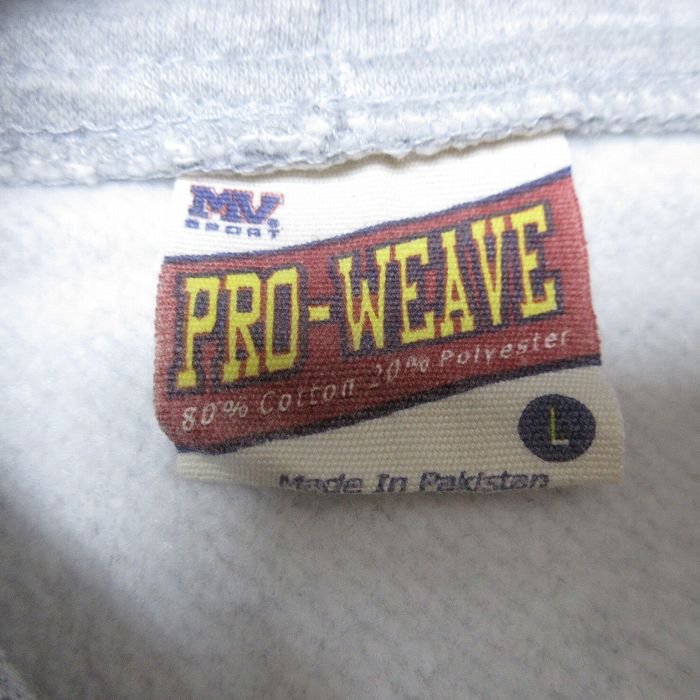 MV
SPORT
PRO-WEAVE
80% Cotton 20% Polyester
L
Made In Pakistan